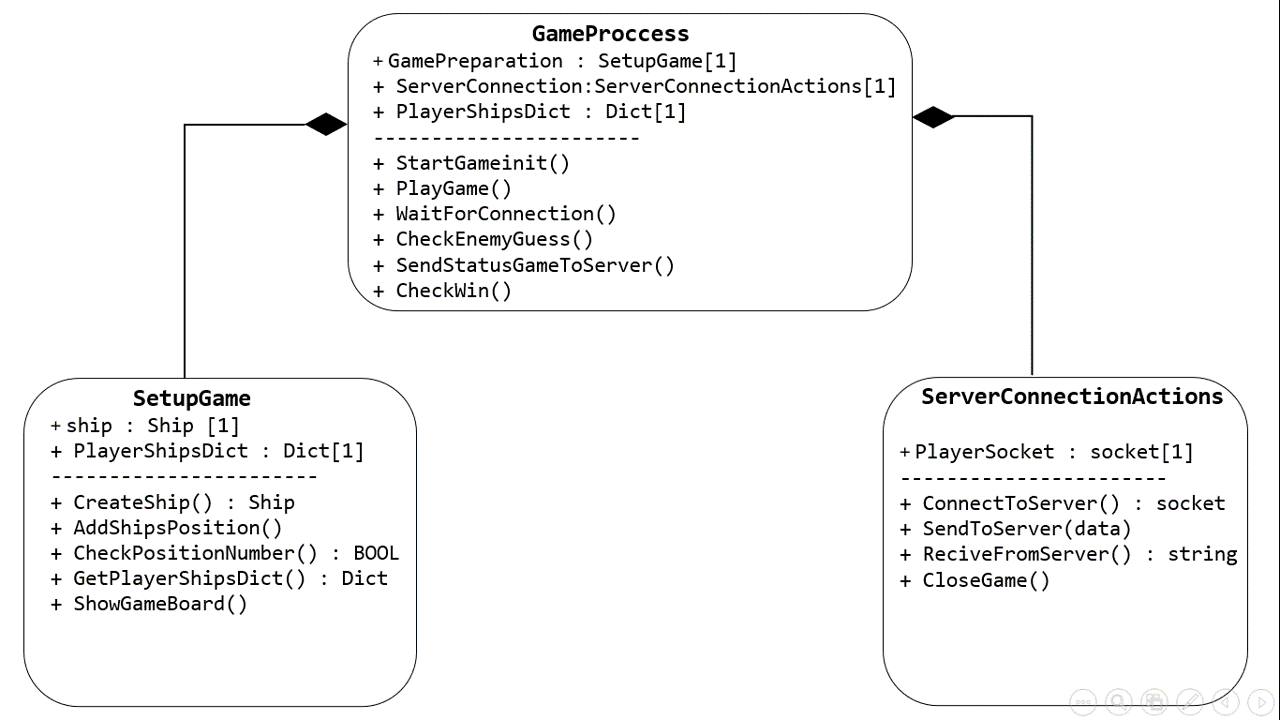 GameProccess
+ GamePreparation : SetupGame[1]
+ ServerConnection:ServerConnectionActions[1]
+ PlayerShipsDict : Dict[1]
-----------------------
+ StartGameinit()
+ PlayGame()
+ WaitForConnection()
+ CheckEnemyGuess()
+ SendStatusGameToServer()
+ CheckWin()
SetupGame
+ ship : Ship [1]
+ PlayerShipsDict : Dict[1]
-----------------------
+ CreateShip() : Ship
+ AddShipsPosition()
+ CheckPositionNumber() : BOOL
+ GetPlayerShipsDict() : Dict
+ ShowGameBoard()
ServerConnectionActions
+ PlayerSocket : socket[1]
-----------------------
+ ConnectToServer() : socket
+ SendToServer(data)
+ ReciveFromServer() : string
+ CloseGame()